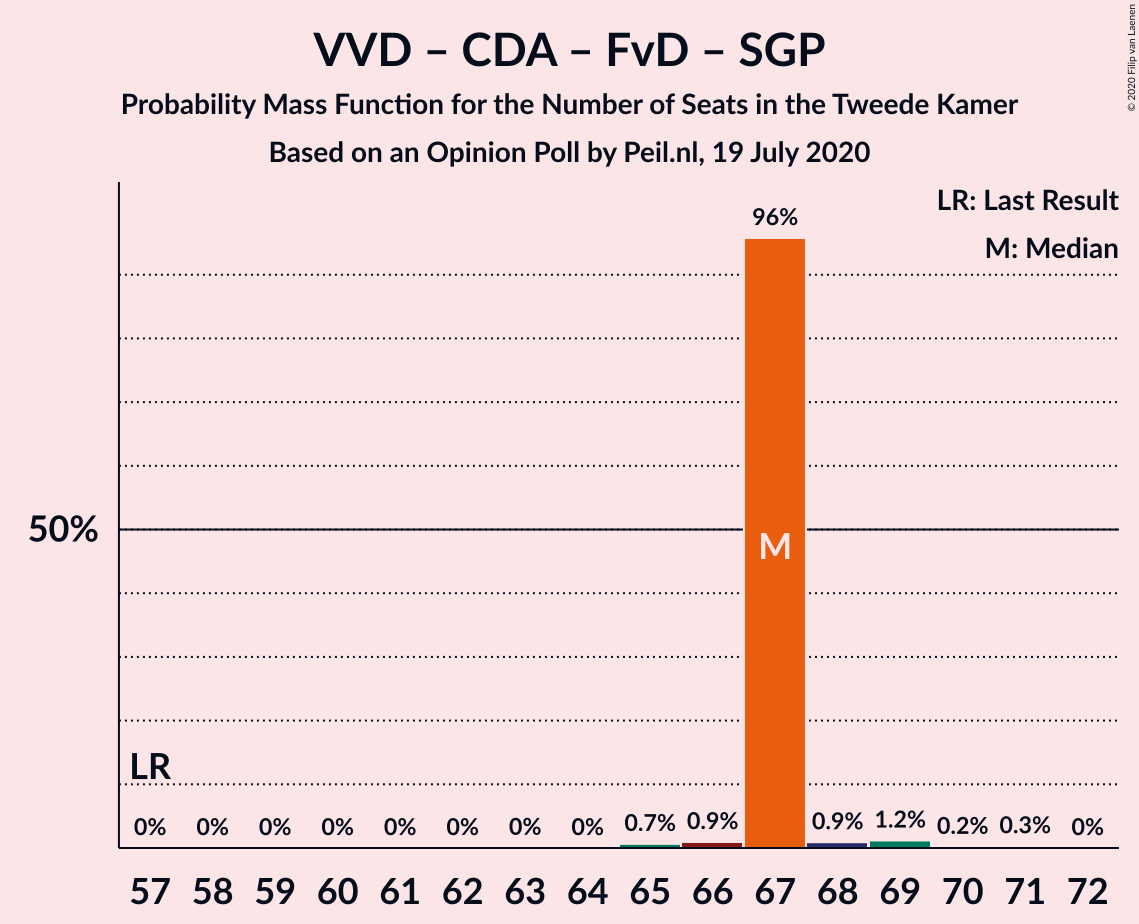 VVD – CDA – FvD – SGP
Probability Mass Function for the Number of Seats in the Tweede Kamer
Based on an Opinion Poll by Peil.nl, 19 July 2020
© 2020 Filip van Laenen
LR: Last Result
M: Median
96%
50%
M
LR
0% 0% 0% 0% 0% 0% 0% 0% 0.7% 0.9% 0.9% 1.2% 0.2% 0.3% 0%
57 58 59 60 61 62 63 64 65 66 67 68 69 70 71 72